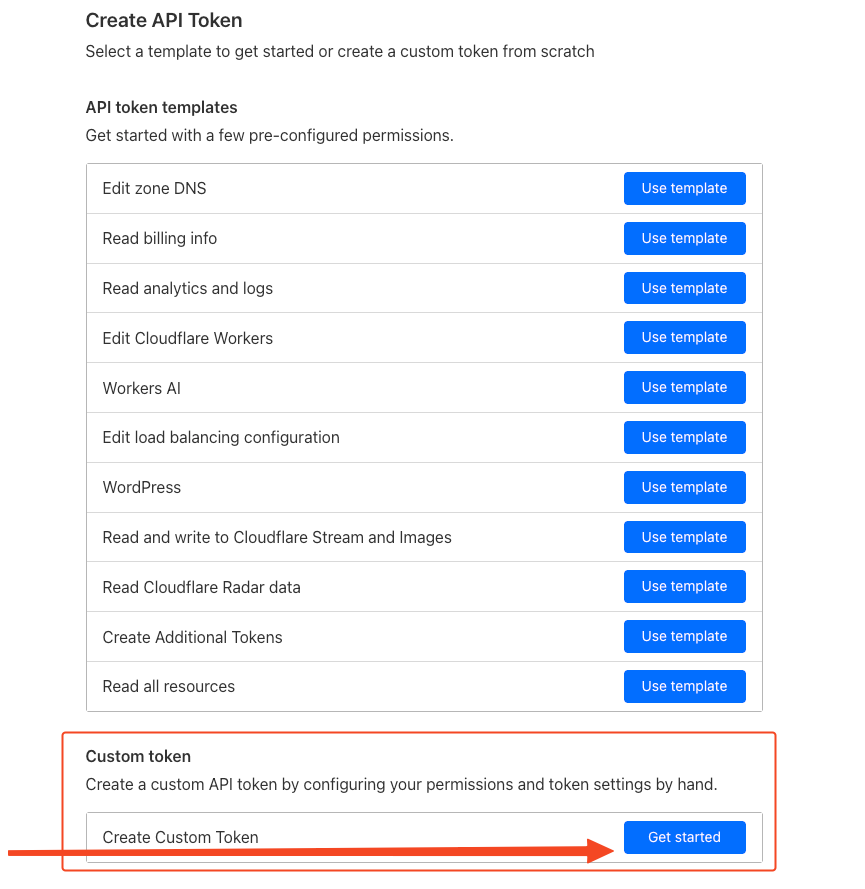 Create API Token
Select a template to get started or create a custom token from scratch
API token templates
Get started with a few pre-configured permissions.
Edit zone DNS Use template
Read billing info Use template
Read analytics and logs Use template
Edit Cloudflare Workers Use template
Workers AI Use template
Edit load balancing configuration Use template
WordPress Use template
Read and write to Cloudflare Stream and Images Use template
Read Cloudflare Radar data Use template
Create Additional Tokens Use template
Read all resources Use template
Custom token
Create a custom API token by configuring your permissions and token settings by hand.
Create Custom Token Get started